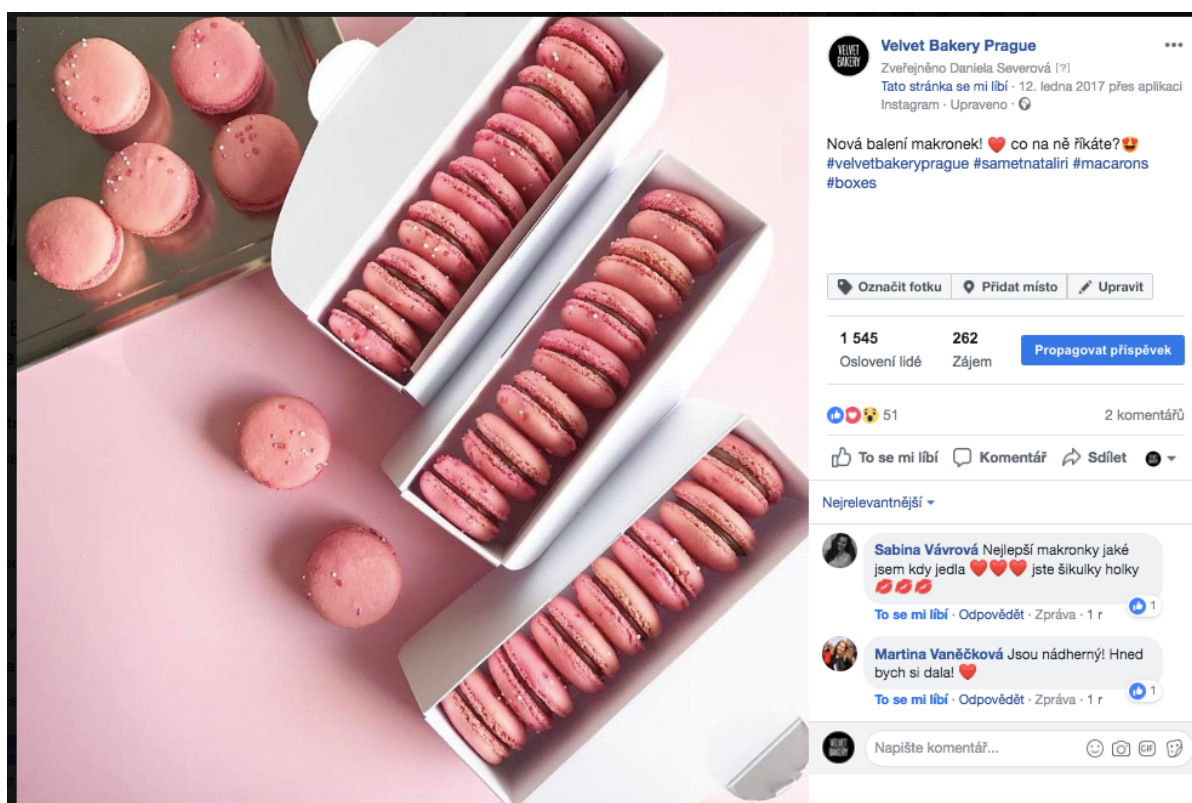 VELVET
BAKERY
Velvet Bakery Prague
Zveřejněno Daniela Severová [?]
Tato stránka se mi líbí · 12. ledna 2017 přes aplikaci
Instagram · Upraveno ·
Nová balení makronek! ❤️ co na ně říkáte?😍
#velvetbakeryprague #sametnataliri #macarons
#boxes
Označit fotku Přidat místo Upravit
1 545 262
Oslovení lidé Zájem
Propagovat příspěvek
51 2 komentářů
To se mi líbí Komentář Sdílet
Nejrelevantnější
Sabina Vávrová Nejlepší makronky jaké
jsem kdy jedla ❤️❤️❤️ jste šikulky holky
💋💋💋
To se mi líbí · Odpovědět · Zpráva · 1 r 1
Martina Vaněčková Jsou nádherný! Hned
bych si dala! ❤️
To se mi líbí · Odpovědět · Zpráva · 1 r 1
VELVET
BAKERY
Napište komentář...
GIF